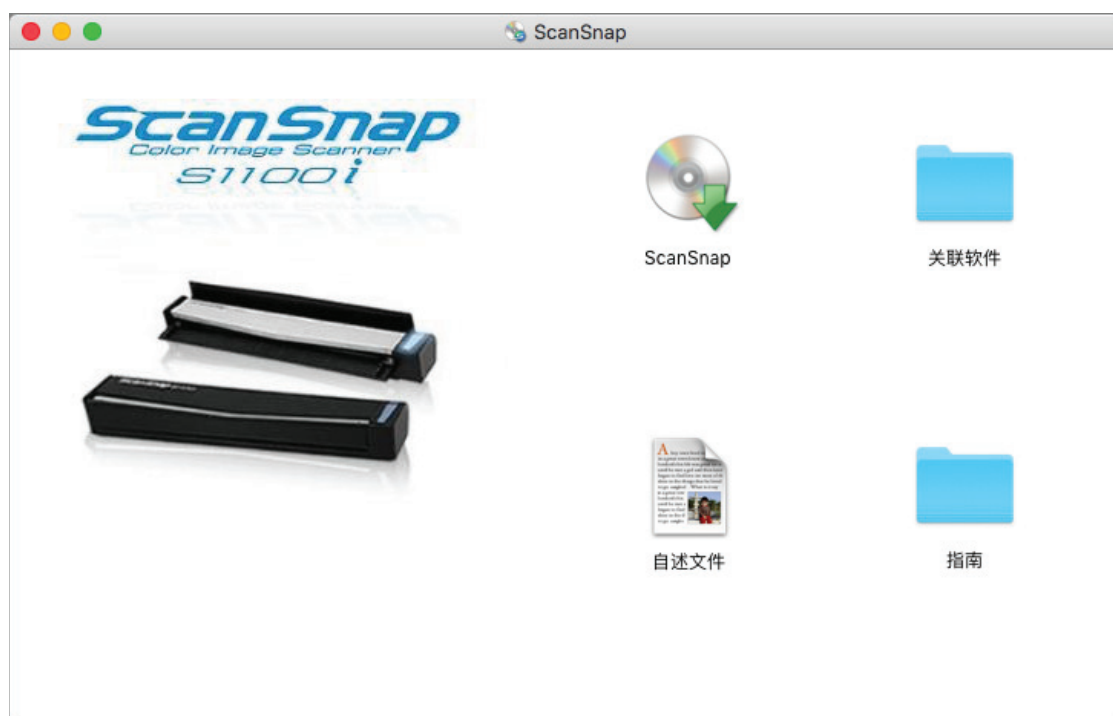 ScanSnap
ScanSnap
Color Image Scanner
S1100i
ScanSnap
关联软件
自述文件
指南